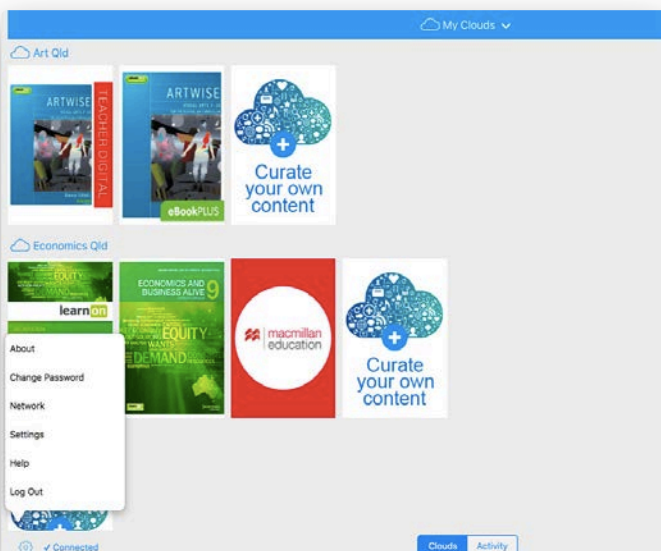 My Clouds
Art Qld
ARTWISE
TEACHER DIGITAL
ARTWISE
eBookPLUS
Curate
your own
content
Economics Qld
EQUITY
learnon
ECONOMICS AND
BUSINESS ALIVE 9
EQUITY
WANTS
DEMAND
macmillan
education
Curate
your own
content
About
Change Password
Network
Settings
Help
Log Out
Connected
Clouds
Activity